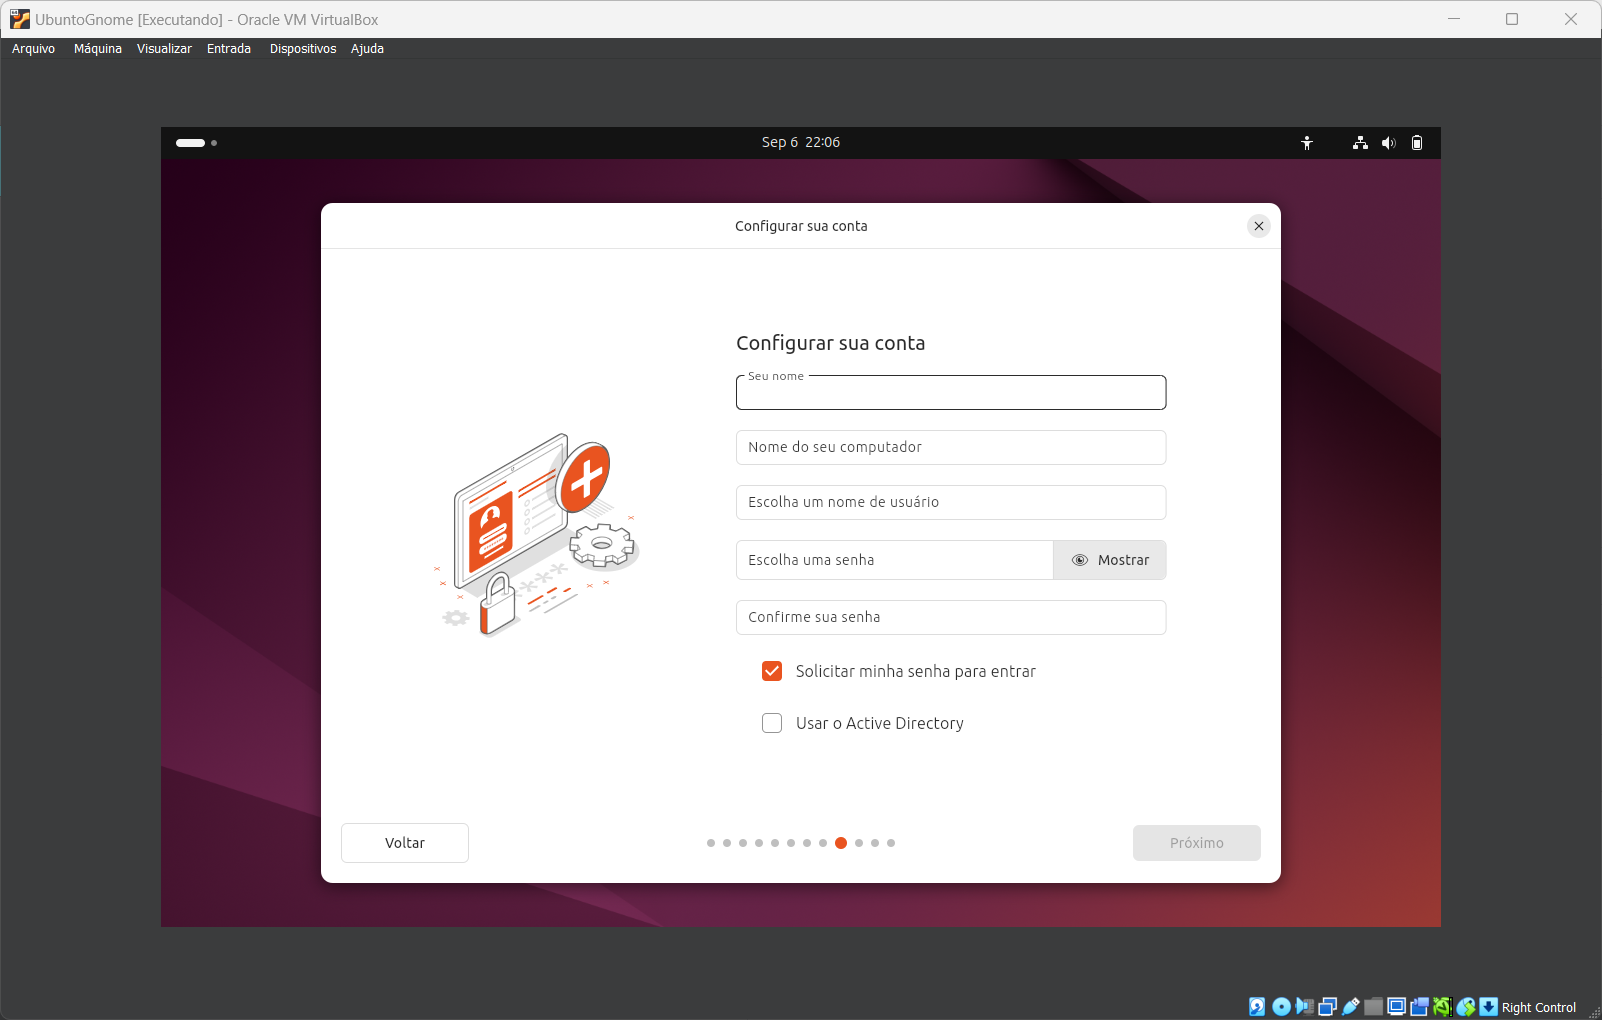 UbuntoGnome [Executando] - Oracle VM VirtualBox
Arquivo Máquina Visualizar Entrada Dispositivos Ajuda
Sep 6 22:06
Configurar sua conta
Configurar sua conta
Seu nome
Nome do seu computador
Escolha um nome de usuário
Escolha uma senha
Mostrar
Confirme sua senha
Solicitar minha senha para entrar
Usar o Active Directory
Voltar
Próximo
Right Control